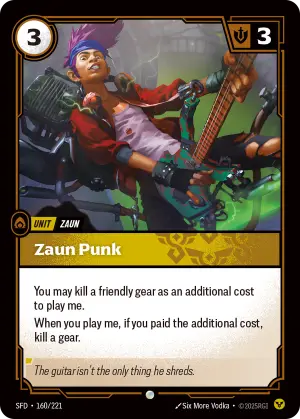 3
3
UNIT ZAUN
Zaun Punk
You may kill a friendly gear as an additional cost
to play me.
When you play me, if you paid the additional cost,
kill a gear.
The guitar isn't the only thing he shreds.
SFD • 160/221 Six More Vodka • ©2025RGI